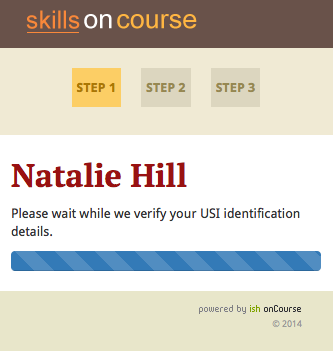 skills on course
STEP 1 STEP 2 STEP 3
Natalie Hill
Please wait while we verify your USI identification
details.
powered by ish onCourse
© 2014